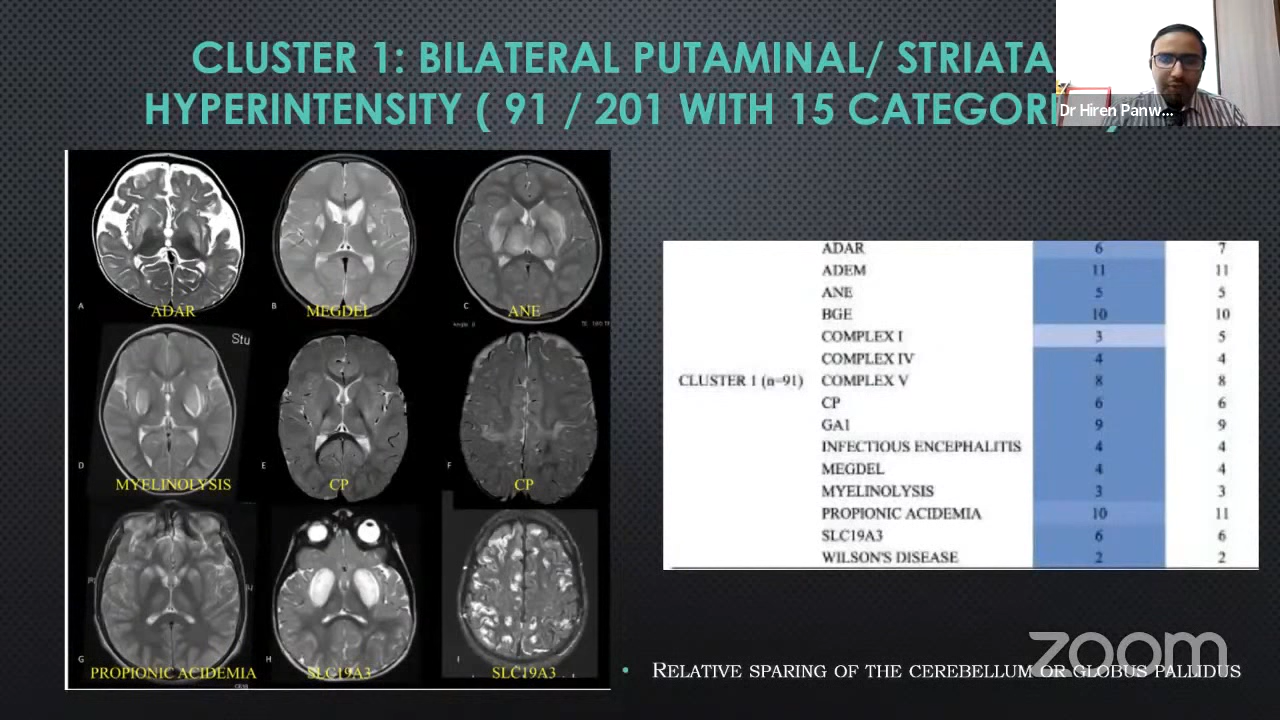 CLUSTER 1: BILATERAL PUTAMINAL/ STRIATA
HYPERINTENSITY ( 91 / 201 WITH 15 CATEGOR
Dr Hiren Panw...
A
ADAR
B
MEGDEL
C
ANE
Stu
D
MYELINOLYSIS
E
CP
F
CP
G
PROPIONIC ACIDEMIA
H
SLC19A3
I
SLC19A3
CLUSTER 1 (n=91)
ADAR 6 7
ADEM 11 11
ANE 5 5
BGE 10 10
COMPLEX I 3 5
COMPLEX IV 4 4
COMPLEX V 8 8
CP 6 6
GA1 9 9
INFECTIOUS ENCEPHALITIS 4 4
MEGDEL 4 4
MYELINOLYSIS 3 3
PROPIONIC ACIDEMIA 10 11
SLC19A3 6 6
WILSON'S DISEASE 2 2
• RELATIVE SPARING OF THE CEREBELLUM OR GLOBUS PALLIDUS
zoom